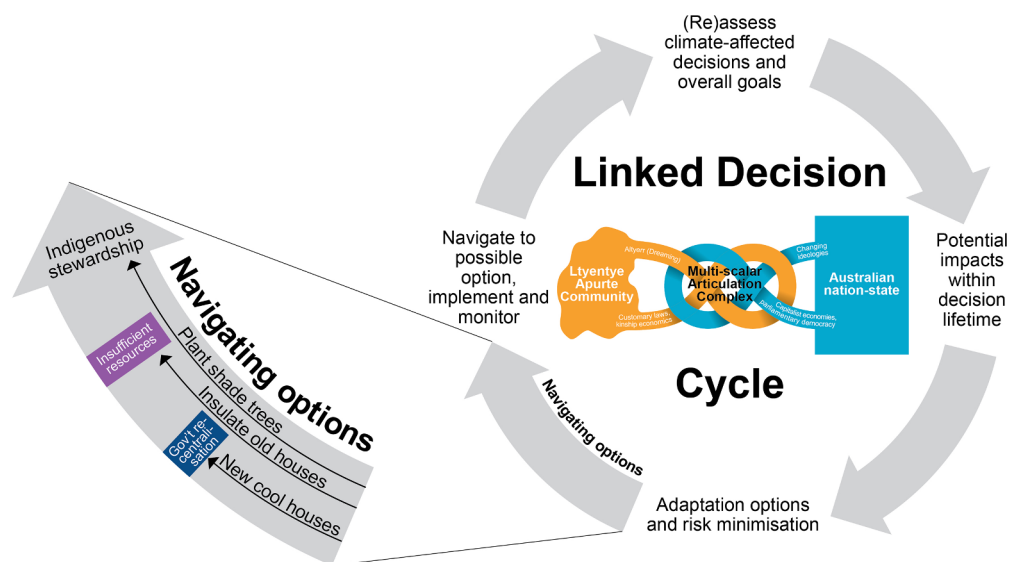 (Re)assess
climate-affected
decisions and
overall goals
Linked Decision
Cycle
Potential
impacts
within
decision
lifetime
Adaptation options
and risk minimisation
Navigating options
Navigate to
possible
option,
implement and
monitor
Ltyentye
Apurte
Community
Altyerr (Dreaming)
Customary laws,
kinship economics
Multi-scalar
Articulation
Complex
Changing
ideologies
Capitalist economies,
parliamentary democracy
Australian
nation-state
Indigenous
stewardship
Navigating options
Plant shade trees
Insulate old houses
New cool houses
Insufficient
resources
Gov't re-
centrali-
sation